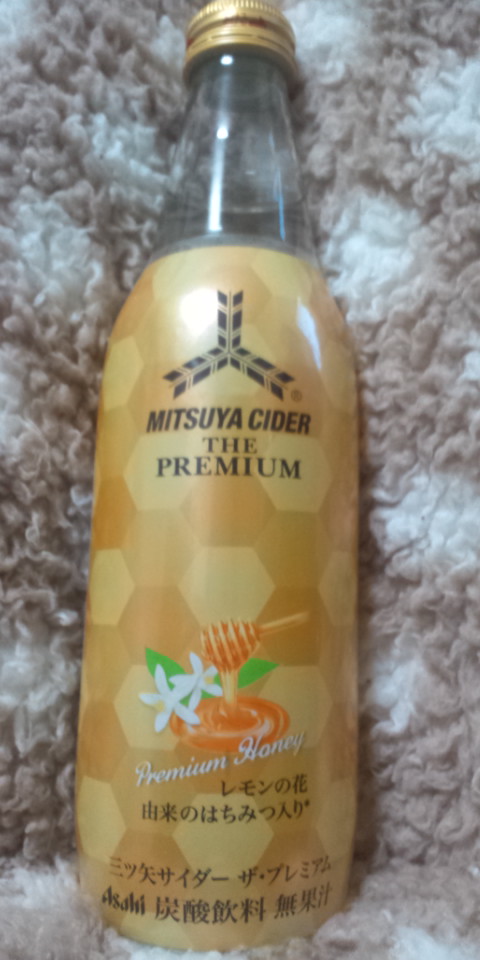 ®
MITSUYA CIDER
THE
PREMIUM
Premium Honey
レモンの花
由来のはちみつ入り*
三ツ矢サイダー ザ・プレミアム
Asahi 炭酸飲料 無果汁